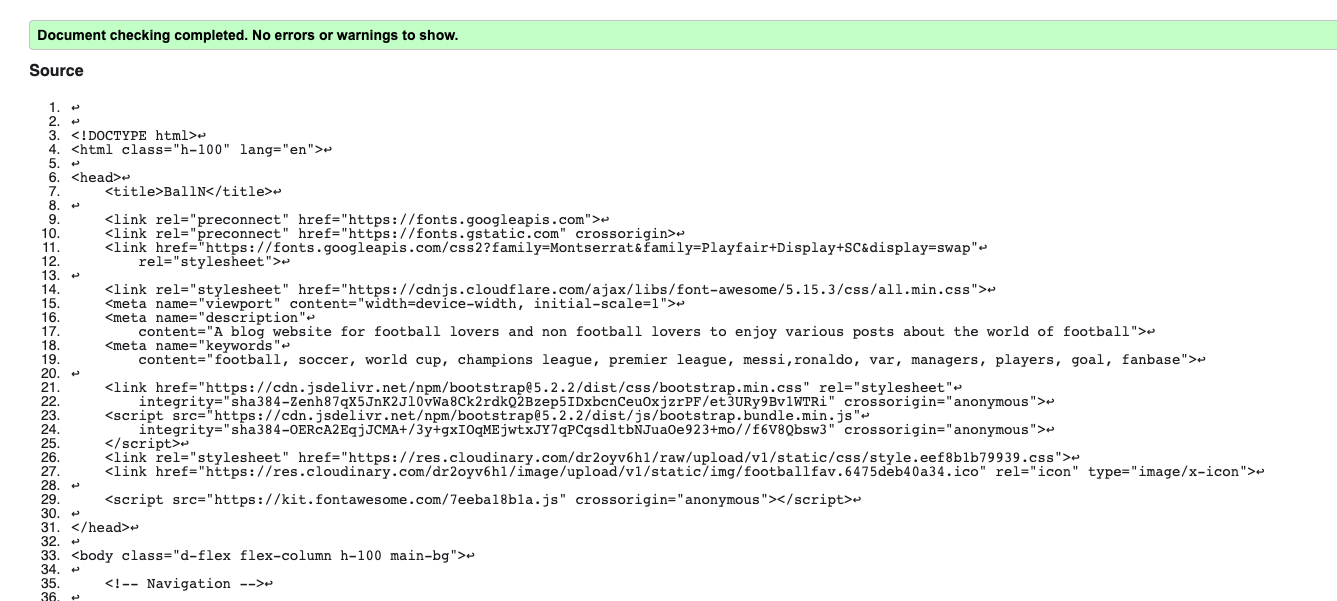 Document checking completed. No errors or warnings to show.
Source
1. ↩
2. ↩
3. <!DOCTYPE html>↩
4. <html class="h-100" lang="en">↩
5. ↩
6. <head>↩
7.     <title>BallN</title>↩
8. ↩
9.     <link rel="preconnect" href="https://fonts.googleapis.com">↩
10.     <link rel="preconnect" href="https://fonts.gstatic.com" crossorigin>↩
11.     <link href="https://fonts.googleapis.com/css2?family=Montserrat&family=Playfair+Display+SC&display=swap"↩
12.         rel="stylesheet">↩
13. ↩
14.     <link rel="stylesheet" href="https://cdnjs.cloudflare.com/ajax/libs/font-awesome/5.15.3/css/all.min.css">↩
15.     <meta name="viewport" content="width=device-width, initial-scale=1">↩
16.     <meta name="description"↩
17.         content="A blog website for football lovers and non football lovers to enjoy various posts about the world of football">↩
18.     <meta name="keywords"↩
19.         content="football, soccer, world cup, champions league, premier league, messi,ronaldo, var, managers, players, goal, fanbase">↩
20. ↩
21.     <link href="https://cdn.jsdelivr.net/npm/bootstrap@5.2.2/dist/css/bootstrap.min.css" rel="stylesheet"↩
22.         integrity="sha384-Zenh87qX5JnK2Jl0vWa8Ck2rdkQ2Bzep5IDxbcnCeuOxjzrPF/et3URy9Bv1WTRi" crossorigin="anonymous">↩
23.     <script src="https://cdn.jsdelivr.net/npm/bootstrap@5.2.2/dist/js/bootstrap.bundle.min.js"↩
24.         integrity="sha384-OERcA2EqjJCMA+/3y+gxIOqMEjwtxJY7qPCqsdltbNJuaOe923+mo//f6V8Qbsw3" crossorigin="anonymous">↩
25.     </script>↩
26.     <link rel="stylesheet" href="https://res.cloudinary.com/dr2oyv6h1/raw/upload/v1/static/css/style.eef8b1b79939.css">↩
27.     <link href="https://res.cloudinary.com/dr2oyv6h1/image/upload/v1/static/img/footballfav.6475deb40a34.ico" rel="icon" type="image/x-icon">↩
28. ↩
29.     <script src="https://kit.fontawesome.com/7eeba18b1a.js" crossorigin="anonymous"></script>↩
30. ↩
31. </head>↩
32. ↩
33. <body class="d-flex flex-column h-100 main-bg">↩
34. ↩
35.     <!-- Navigation -->↩
36. ↩